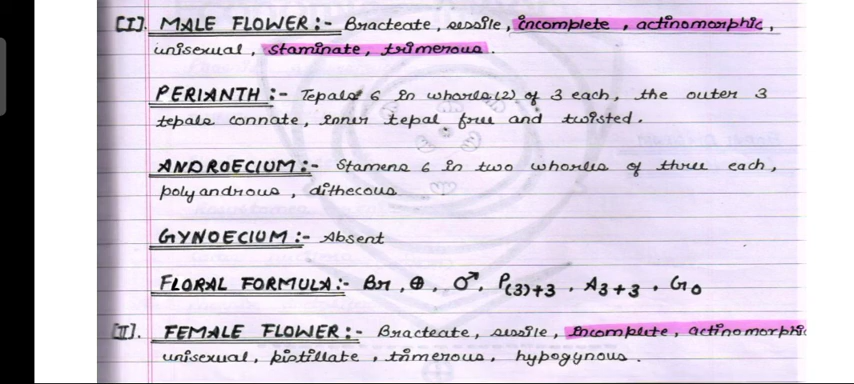 [I]. MALE FLOWER :- Bracteate, sessile, incomplete, actinomorphic,
unisexual, staminate, trimerous.
PERIANTH :- Tepals 6 in whorls(2) of 3 each, the outer 3
tepals connate, inner tepal free and twisted.
ANDROECIUM :- Stamens 6 in two whorles of three each,
polyandrous, dithecous
GYNOECIUM :- Absent
FLORAL FORMULA :- Br, ⊕, ♂, P(3)+3, A3+3, G0
[II]. FEMALE FLOWER :- Bracteate, sessile, Incomplete, actinomorphic
unisexual, pistillate, trimerous, hypogynous.